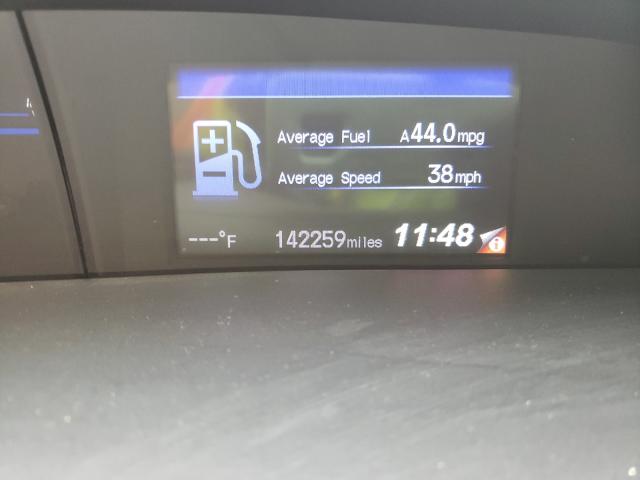 Average Fuel A44.0mpg
Average Speed 38mph
---°F 142259miles 11:48 i